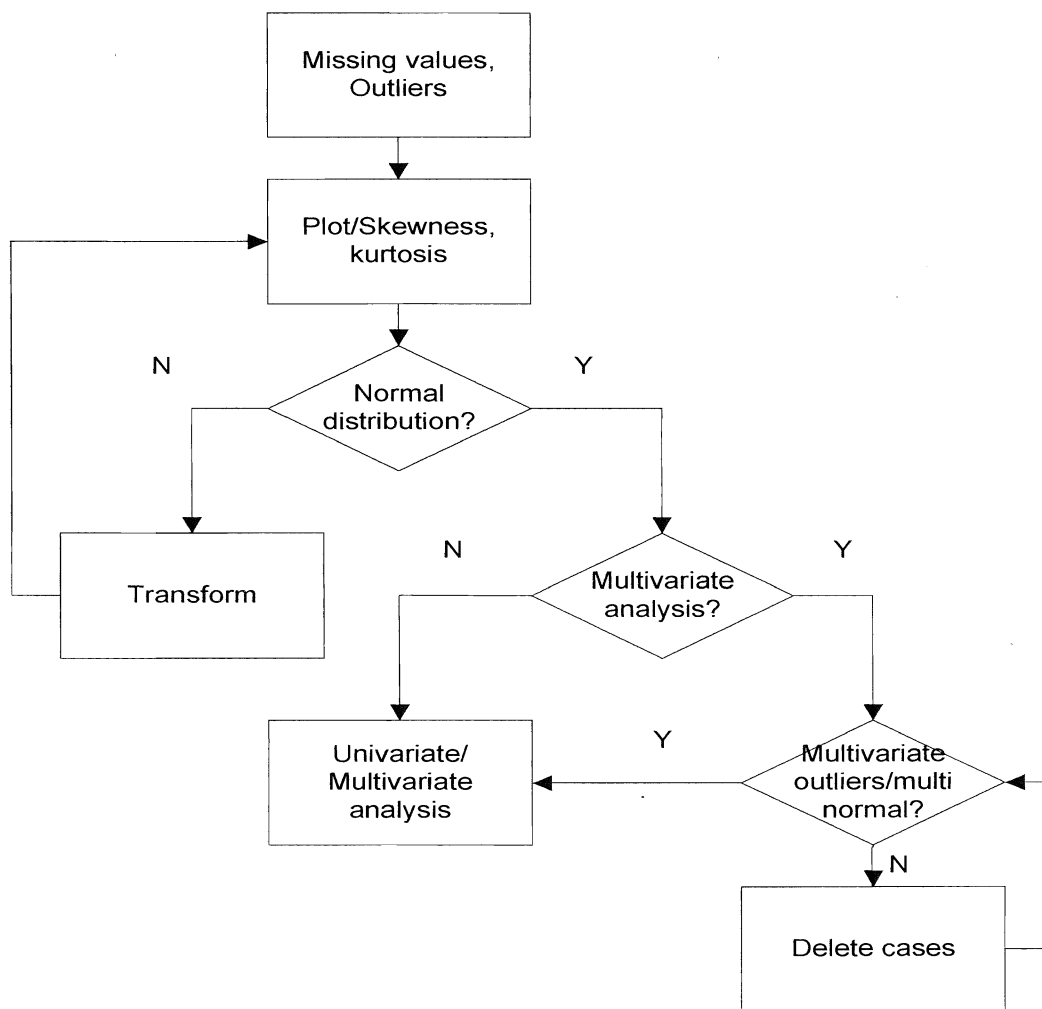 Missing values,
Outliers
Plot/Skewness,
kurtosis
N
Y
Normal
distribution?
Transform
N
Y
Multivariate
analysis?
Univariate/
Multivariate
analysis
Y
Multivariate
outliers/multi
normal?
N
Delete cases